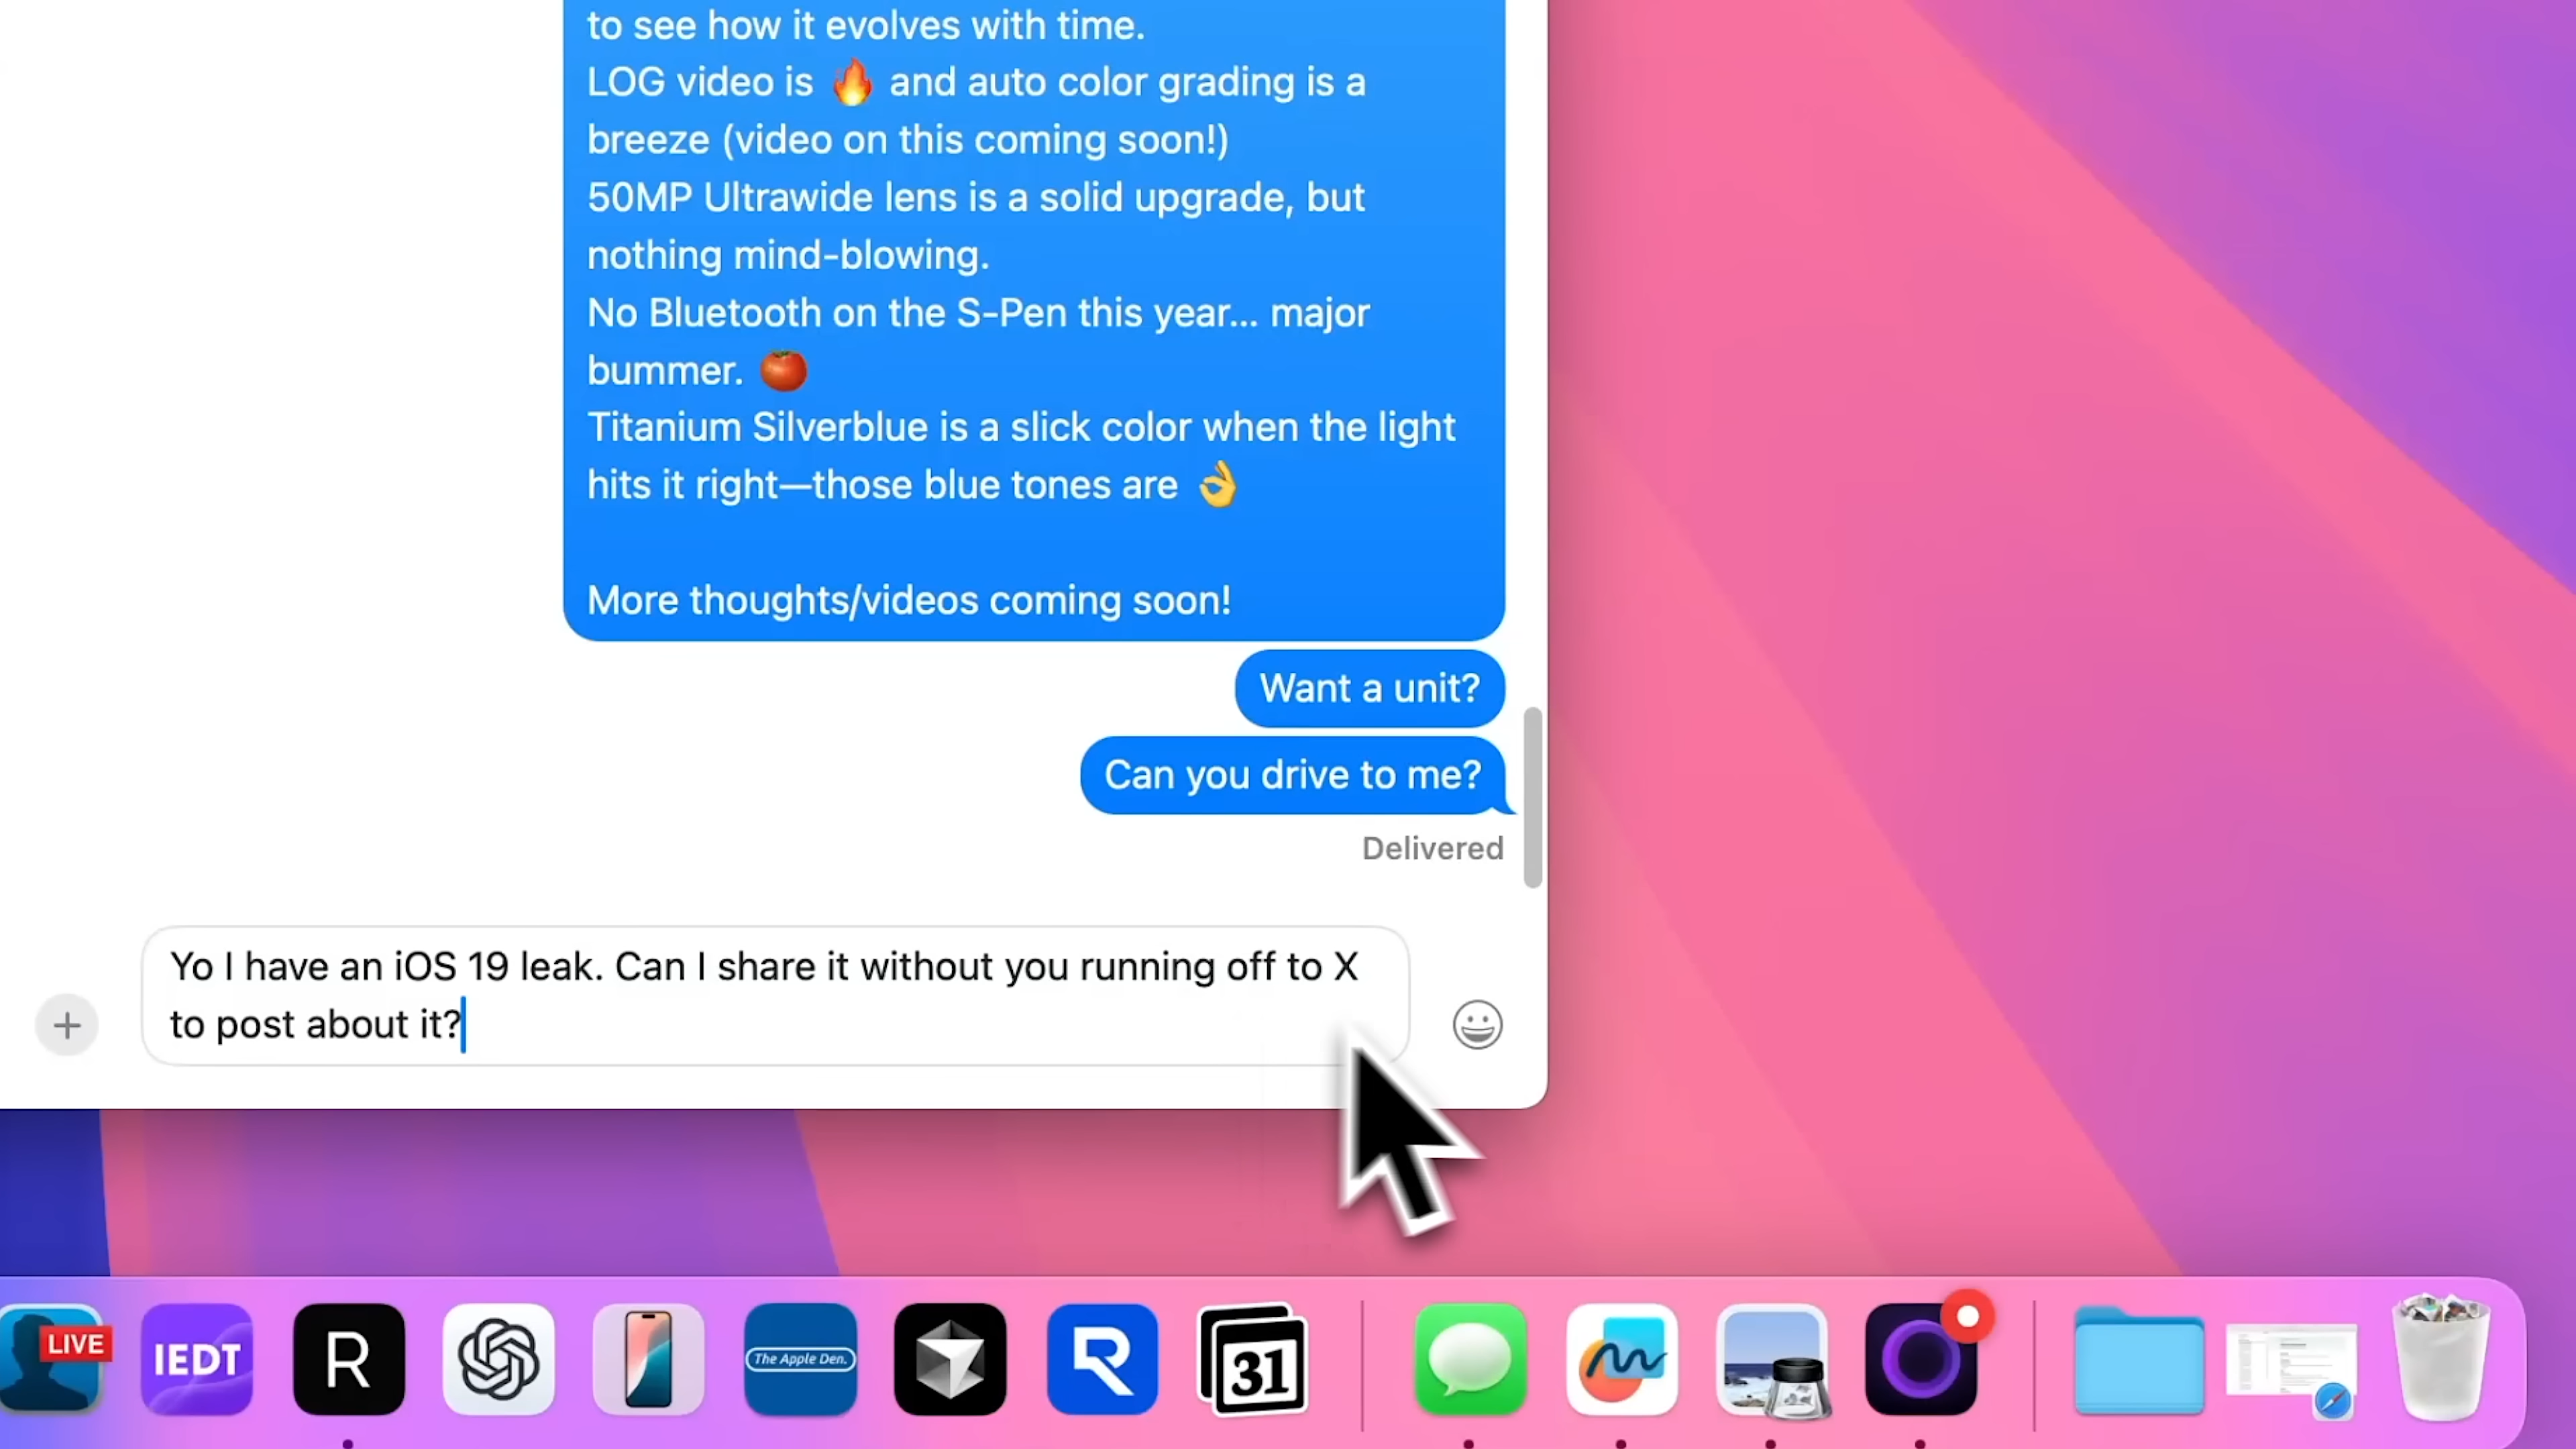 to see how it evolves with time.
LOG video is 🔥 and auto color grading is a
breeze (video on this coming soon!)
50MP Ultrawide lens is a solid upgrade, but
nothing mind-blowing.
No Bluetooth on the S-Pen this year... major
bummer. 🍅
Titanium Silverblue is a slick color when the light
hits it right—those blue tones are 👌
More thoughts/videos coming soon!
Want a unit?
Can you drive to me?
Delivered
Yo I have an iOS 19 leak. Can I share it without you running off to X
to post about it?
LIVE
IEDT
R
The Apple Den.
R
31